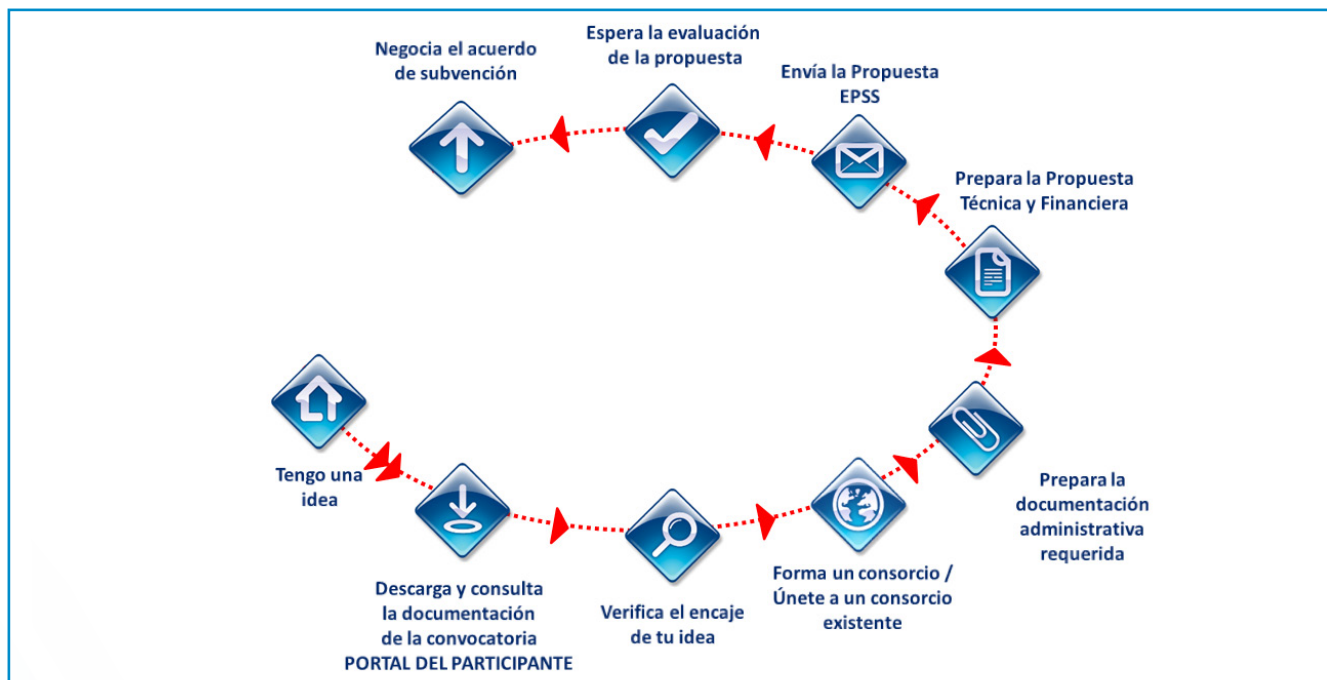 Negocia el acuerdo
de subvención
Espera la evaluación
de la propuesta
Envía la Propuesta
EPSS
Prepara la Propuesta
Técnica y Financiera
Tengo una
idea
Descarga y consulta
la documentación
de la convocatoria
PORTAL DEL PARTICIPANTE
Verifica el encaje
de tu idea
Forma un consorcio /
Únete a un consorcio
existente
Prepara la
documentación
administrativa
requerida